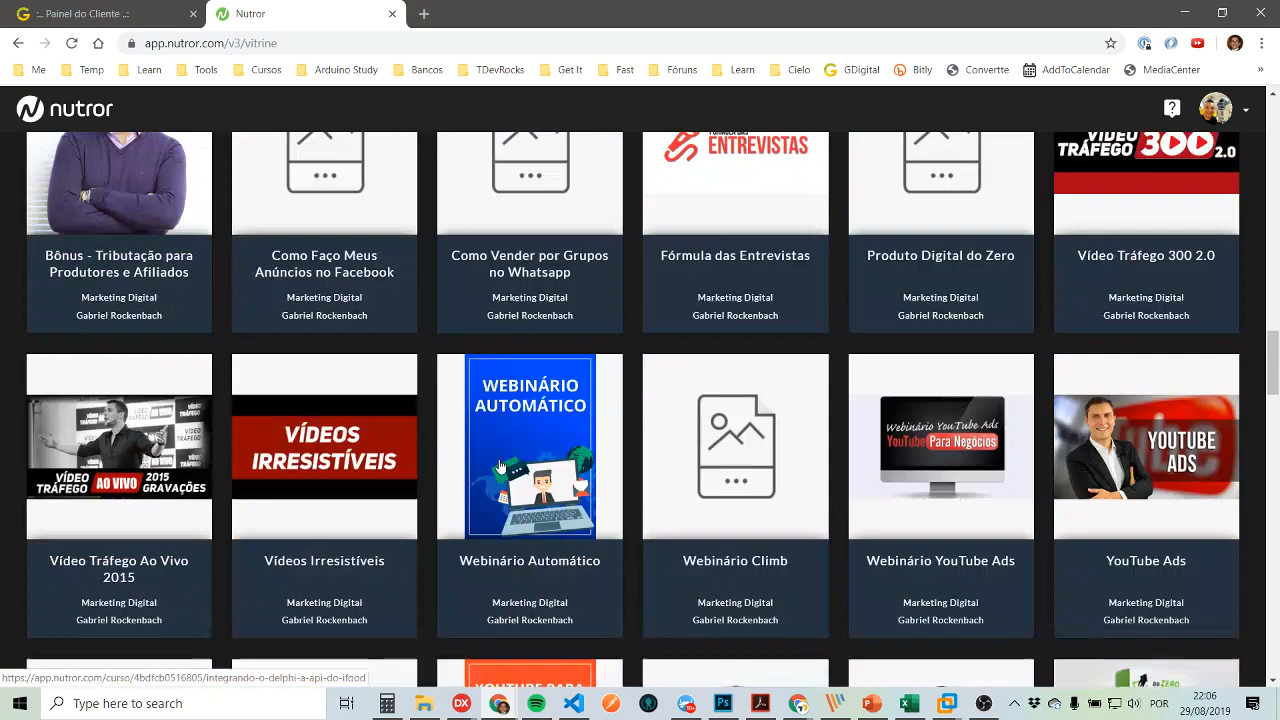 :. Painel do Cliente .:
Nutror
app.nutror.com/v3/vitrine
Me Temp Learn Tools Cursos Arduino Study Bancos TDevRocks Get It Fast Fóruns Learn Cielo GDigital Bitly Convertte AddToCalendar MediaCenter »
nutror
ENTREVISTAS
VÍDEO
TRÁFEGO 300 2.0
Bônus - Tributação para
Produtores e Afiliados
Marketing Digital
Gabriel Rockenbach
Como Faço Meus
Anúncios no Facebook
Marketing Digital
Gabriel Rockenbach
Como Vender por Grupos
no Whatsapp
Marketing Digital
Gabriel Rockenbach
Fórmula das Entrevistas
Marketing Digital
Gabriel Rockenbach
Produto Digital do Zero
Marketing Digital
Gabriel Rockenbach
Vídeo Tráfego 300 2.0
Marketing Digital
Gabriel Rockenbach
VÍDEO
TRÁFEGO AO VIVO 2015
GRAVAÇÕES
Vídeo Tráfego Ao Vivo
2015
Marketing Digital
Gabriel Rockenbach
VÍDEOS
IRRESISTÍVEIS
Vídeos Irresistíveis
Marketing Digital
Gabriel Rockenbach
WEBINÁRIO
AUTOMÁTICO
Webinário Automático
Marketing Digital
Gabriel Rockenbach
Webinário Climb
Marketing Digital
Gabriel Rockenbach
Webinário YouTube Ads
YouTube Para Negócios
Webinário YouTube Ads
Marketing Digital
Gabriel Rockenbach
YOUTUBE
ADS
YouTube Ads
Marketing Digital
Gabriel Rockenbach
https://app.nutror.com/curso/4bdfcb0516805/integrando-o-delphi-a-api-do-ifood
Type here to search
POR
22:06
29/08/2019